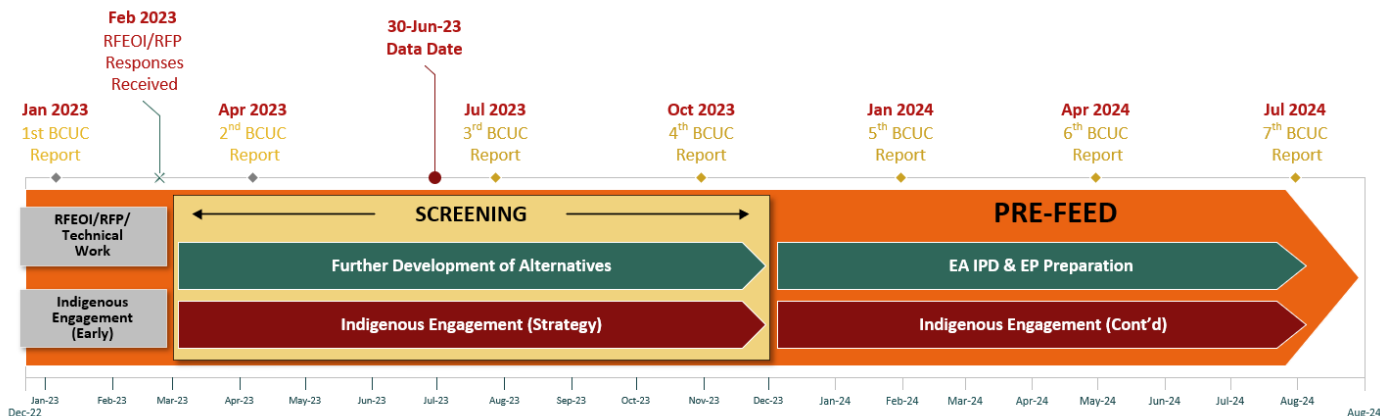 Feb 2023
RFEOI/RFP
Responses
Received
30-Jun-23
Data Date
Jan 2023
1st BCUC
Report
Apr 2023
2nd BCUC
Report
Jul 2023
3rd BCUC
Report
Oct 2023
4th BCUC
Report
Jan 2024
5th BCUC
Report
Apr 2024
6th BCUC
Report
Jul 2024
7th BCUC
Report
RFEOI/RFP/
Technical
Work
SCREENING
PRE-FEED
Further Development of Alternatives
EA IPD & EP Preparation
Indigenous
Engagement
(Early)
Indigenous Engagement (Strategy)
Indigenous Engagement (Cont'd)
Jan-23 Feb-23 Mar-23 Apr-23 May-23 Jun-23 Jul-23 Aug-23 Sep-23 Oct-23 Nov-23 Dec-23 Jan-24 Feb-24 Mar-24 Apr-24 May-24 Jun-24 Jul-24 Aug-24
Dec-22 Aug-24